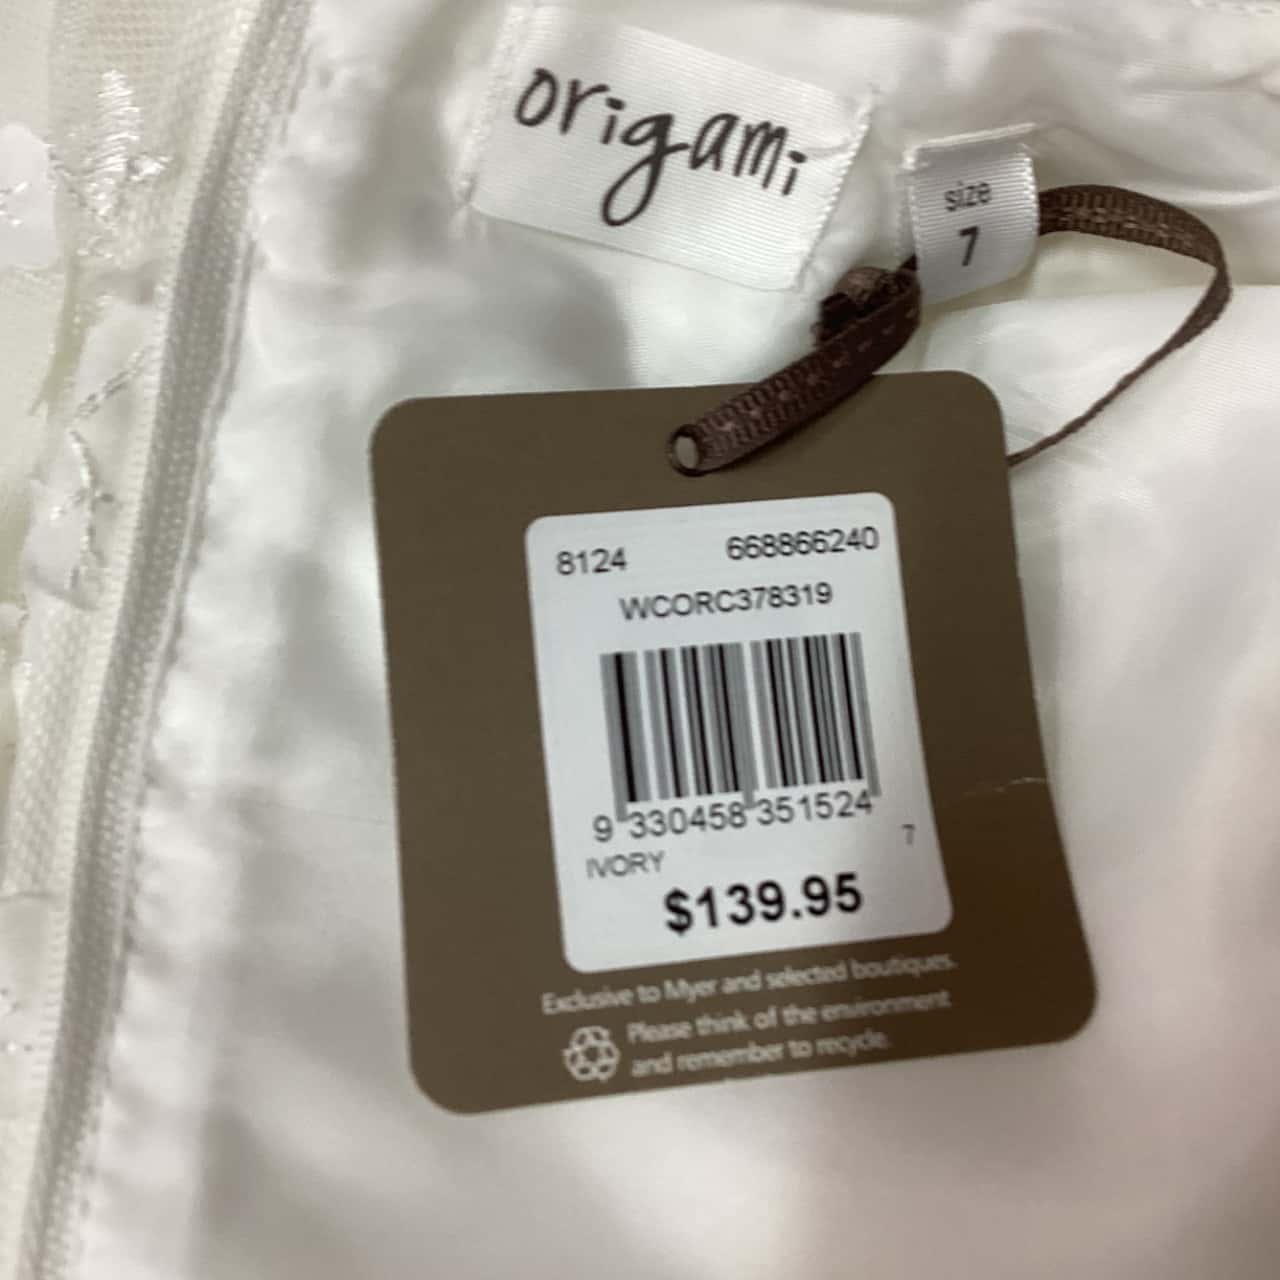 origami
size
7
8124 668866240
WCORC378319
9 330458 351524
IVORY 7
$139.95
Exclusive to Myer and selected boutiques.
Please think of the environment
and remember to recycle.